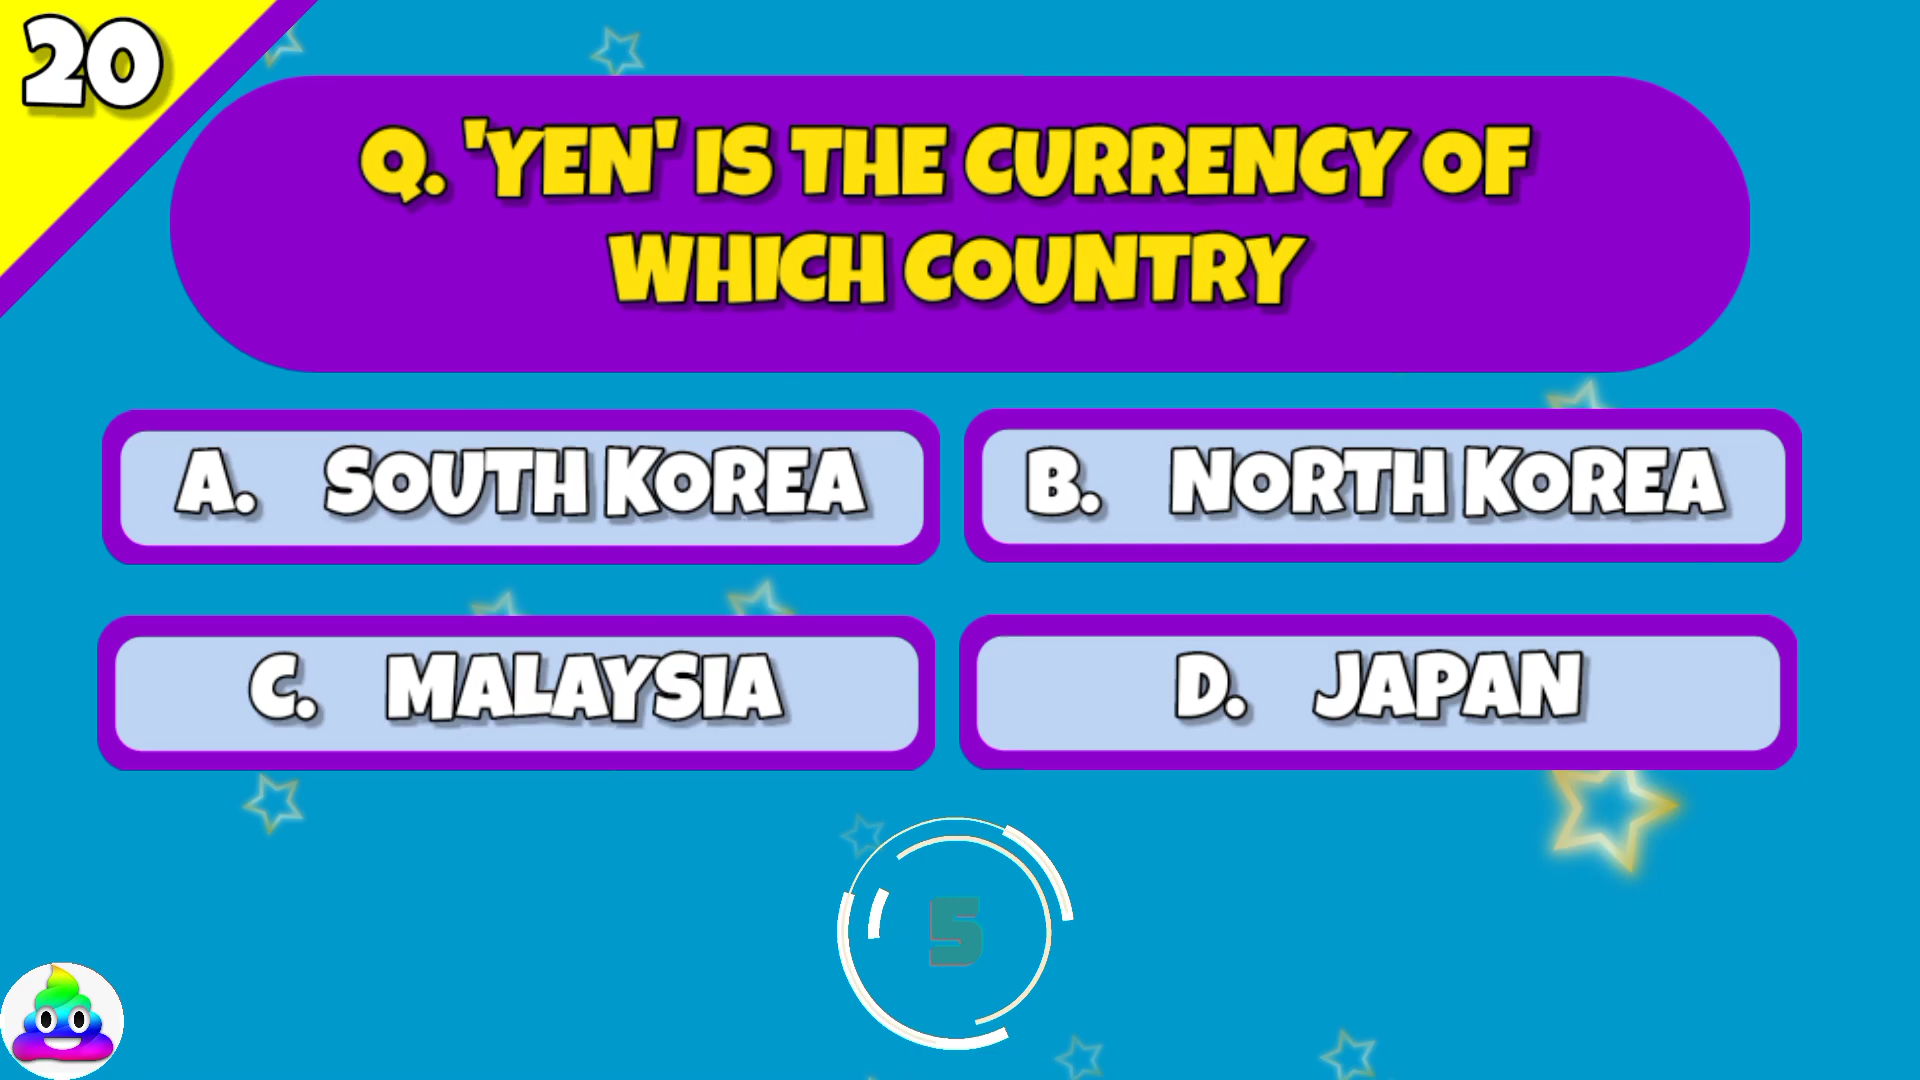 20
Q. 'YEN' IS THE CURRENCY OF
WHICH COUNTRY
A. SOUTH KOREA
B. NORTH KOREA
C. MALAYSIA
D. JAPAN
5